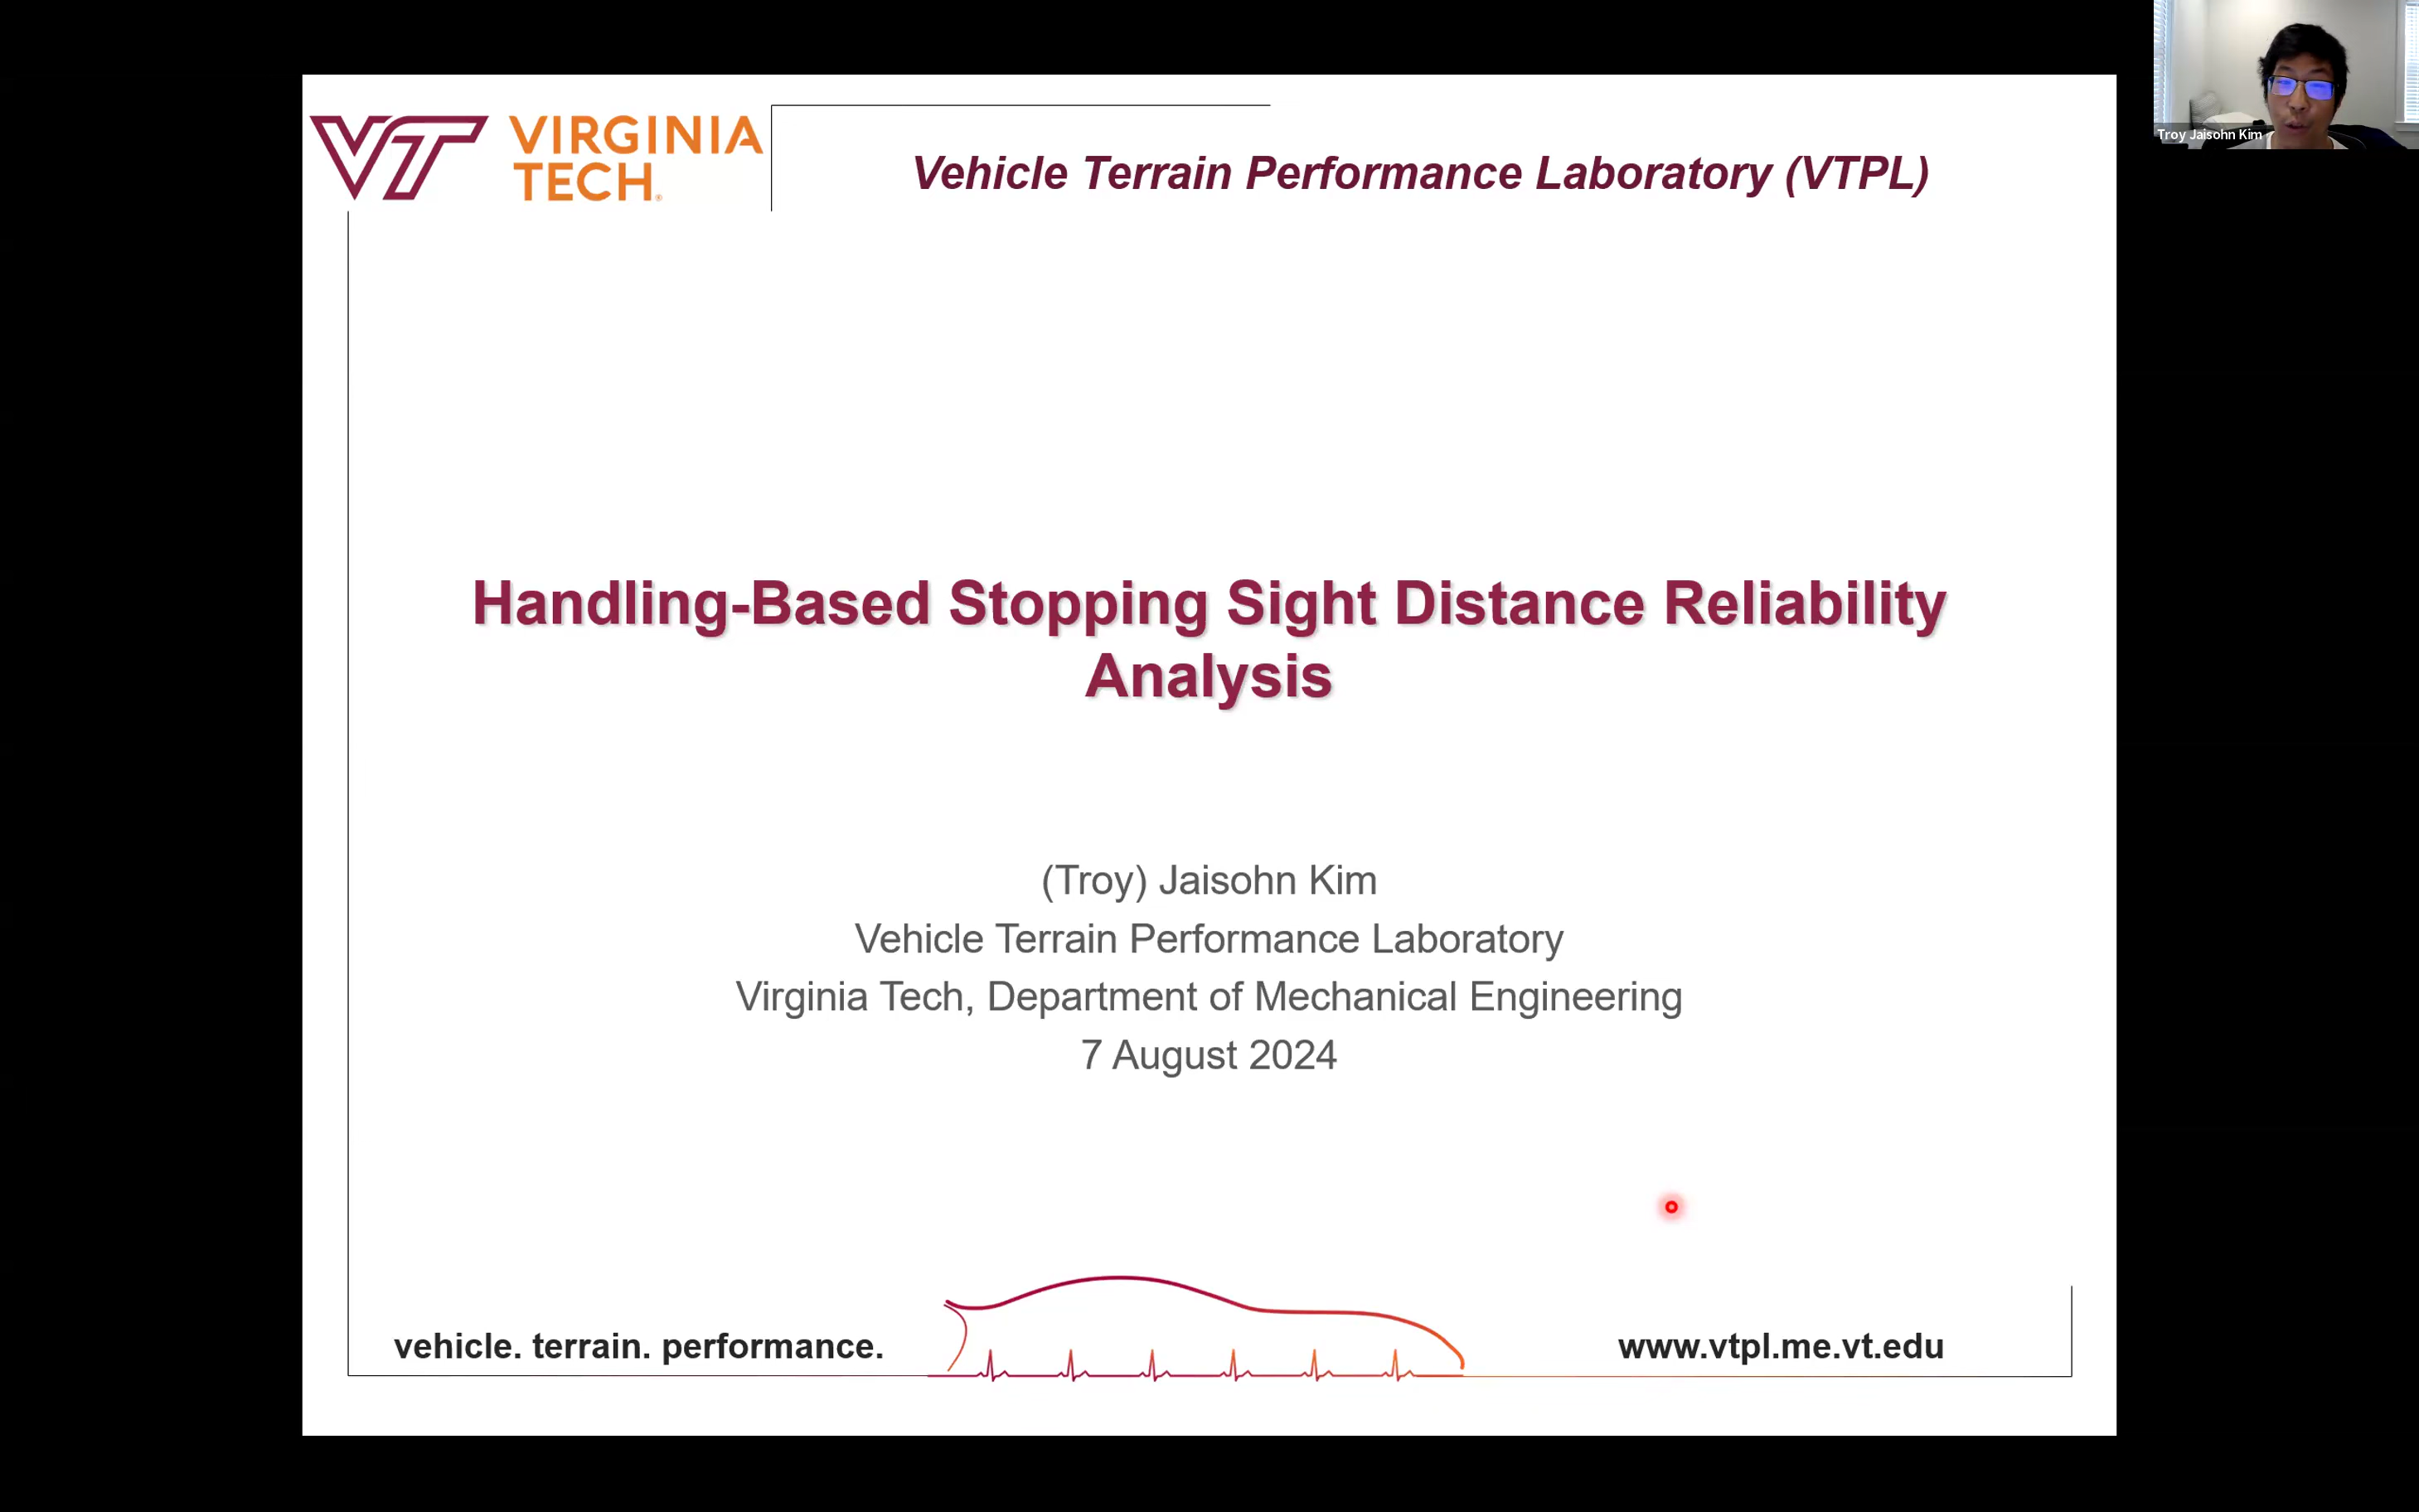 VT VIRGINIA
TECH®
Vehicle Terrain Performance Laboratory (VTPL)
Troy Jaisohn Kim
Handling-Based Stopping Sight Distance Reliability
Analysis
(Troy) Jaisohn Kim
Vehicle Terrain Performance Laboratory
Virginia Tech, Department of Mechanical Engineering
7 August 2024
vehicle. terrain. performance.
www.vtpl.me.vt.edu